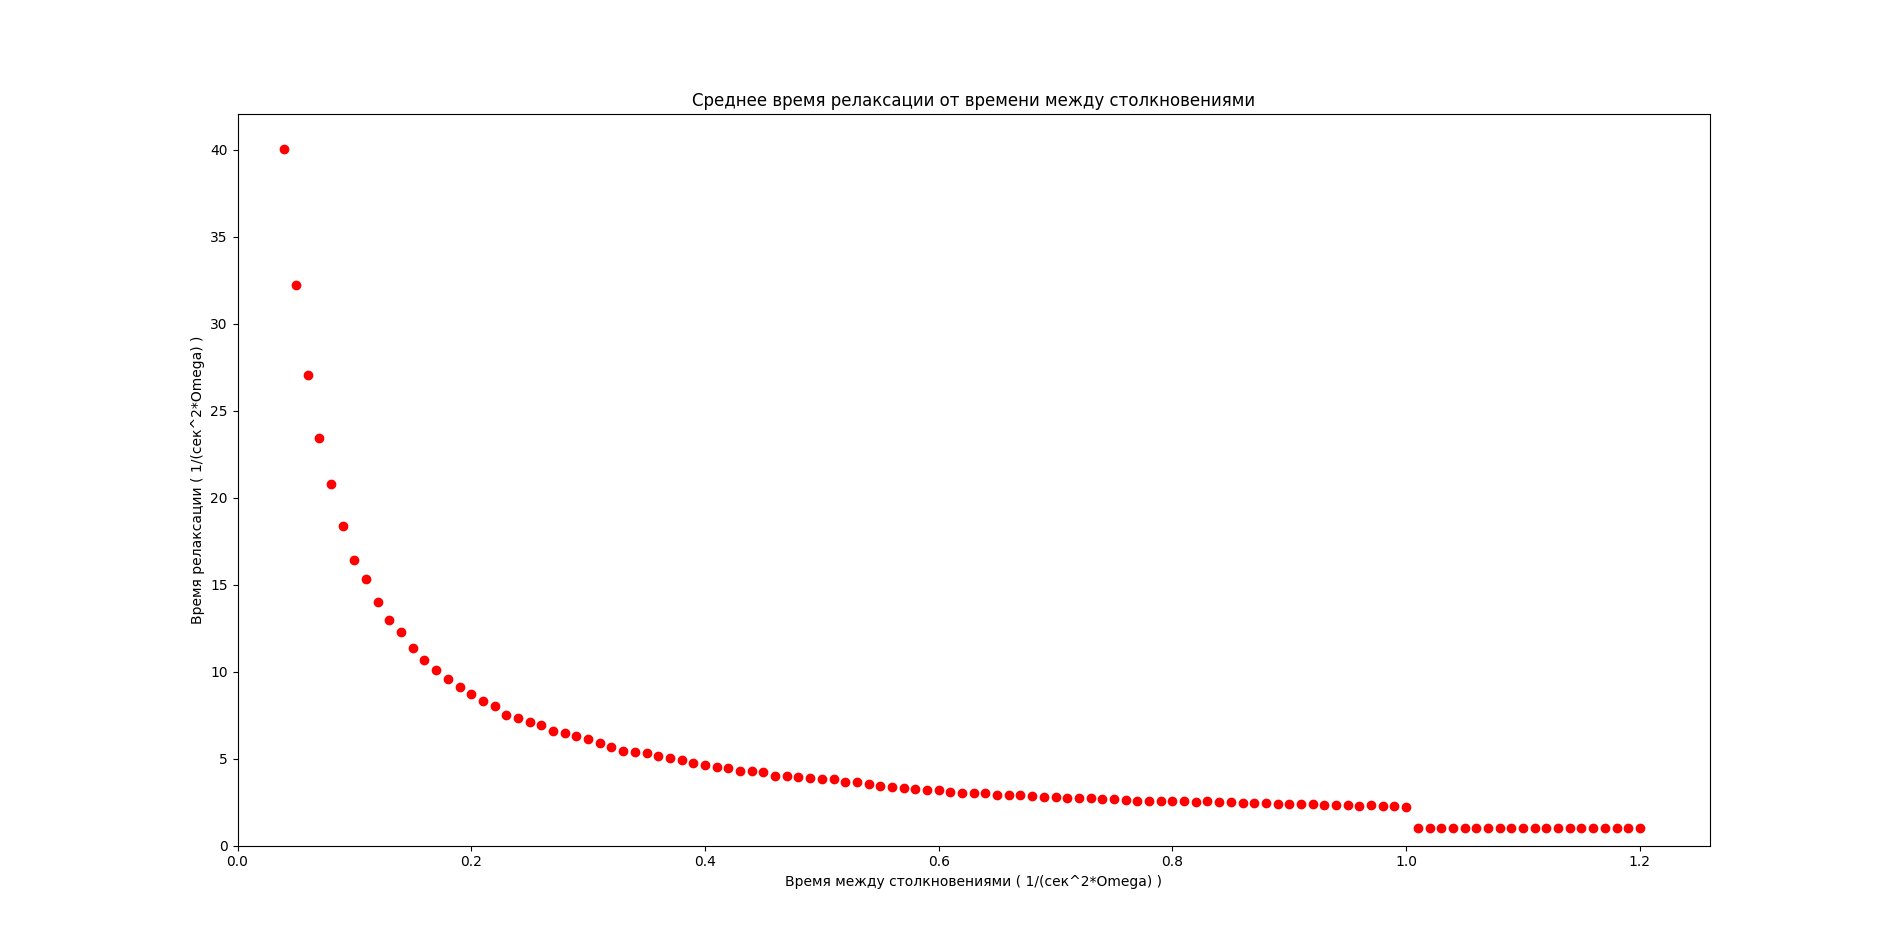 Среднее время релаксации от времени между столкновениями
40
35
30
25
20
15
10
5
0
Время релаксации ( 1/(сек^2*Omega) )
0.0 0.2 0.4 0.6 0.8 1.0 1.2
Время между столкновениями ( 1/(сек^2*Omega) )